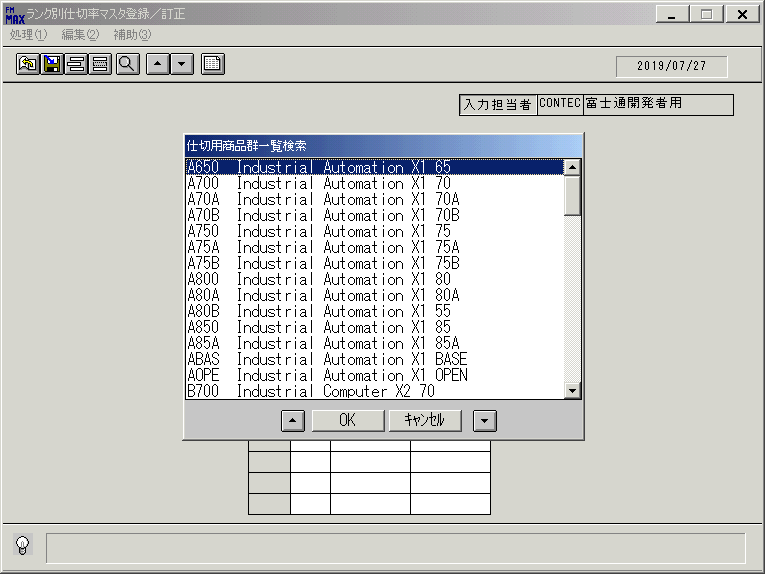 FM MAX ランク別仕切率マスタ登録／訂正
処理(1) 編集(2) 補助(3)
2019/07/27
入力担当者 CONTEC 富士通開発者用
仕切用商品群一覧検索
A650 Industrial Automation X1 65
A700 Industrial Automation X1 70
A70A Industrial Automation X1 70A
A70B Industrial Automation X1 70B
A750 Industrial Automation X1 75
A75A Industrial Automation X1 75A
A75B Industrial Automation X1 75B
A800 Industrial Automation X1 80
A80A Industrial Automation X1 80A
A80B Industrial Automation X1 55
A850 Industrial Automation X1 85
A85A Industrial Automation X1 85A
ABAS Industrial Automation X1 BASE
AOPE Industrial Automation X1 OPEN
B700 Industrial Computer X2 70
OK ｷｬﾝｾﾙ